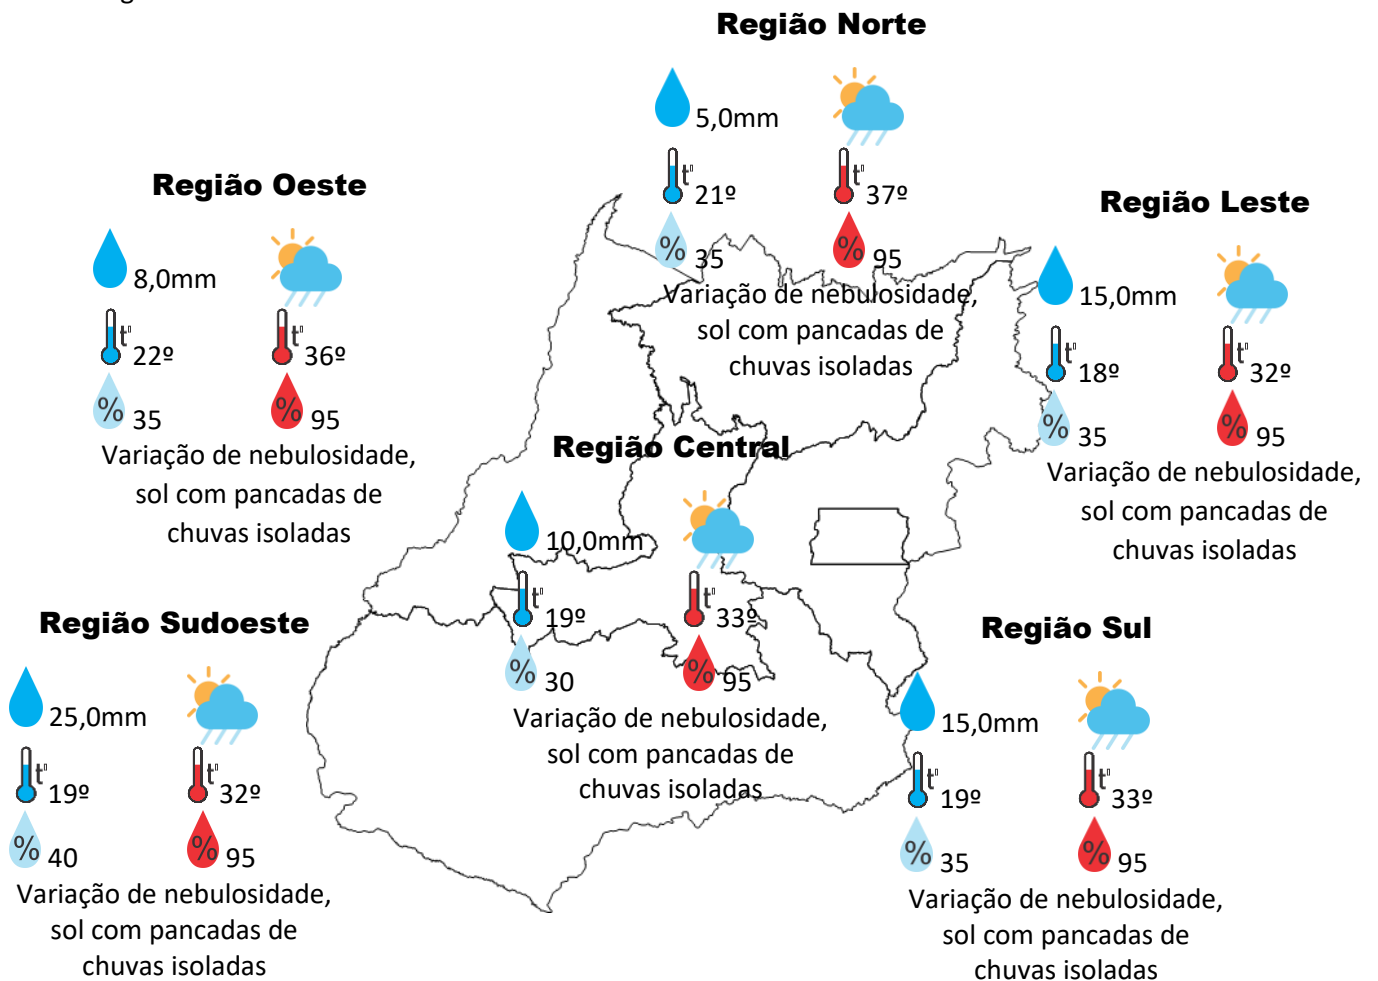 Região Norte
5,0mm
t°
21º
t°
37º
% 35
% 95
Variação de nebulosidade,
sol com pancadas de
chuvas isoladas
Região Oeste
8,0mm
t°
22º
t°
36º
% 35
% 95
Variação de nebulosidade,
sol com pancadas de
chuvas isoladas
Região Leste
15,0mm
t°
18º
t°
32º
% 35
% 95
Variação de nebulosidade,
sol com pancadas de
chuvas isoladas
Região Central
10,0mm
t°
19º
t°
33º
% 30
% 95
Variação de nebulosidade,
sol com pancadas de
chuvas isoladas
Região Sudoeste
25,0mm
t°
19º
t°
32º
% 40
% 95
Variação de nebulosidade,
sol com pancadas de
chuvas isoladas
Região Sul
15,0mm
t°
19º
t°
33º
% 35
% 95
Variação de nebulosidade,
sol com pancadas de
chuvas isoladas